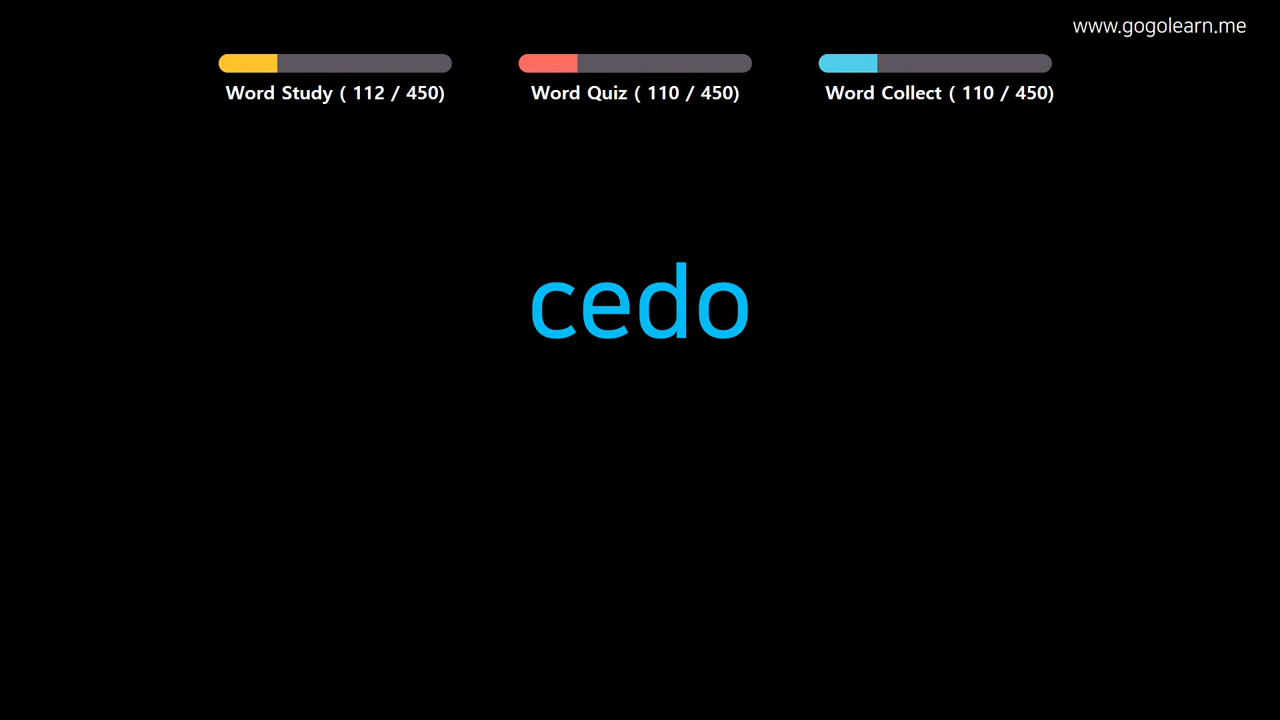 www.gogolearn.me
Word Study ( 112 / 450)
Word Quiz ( 110 / 450)
Word Collect ( 110 / 450)
cedo